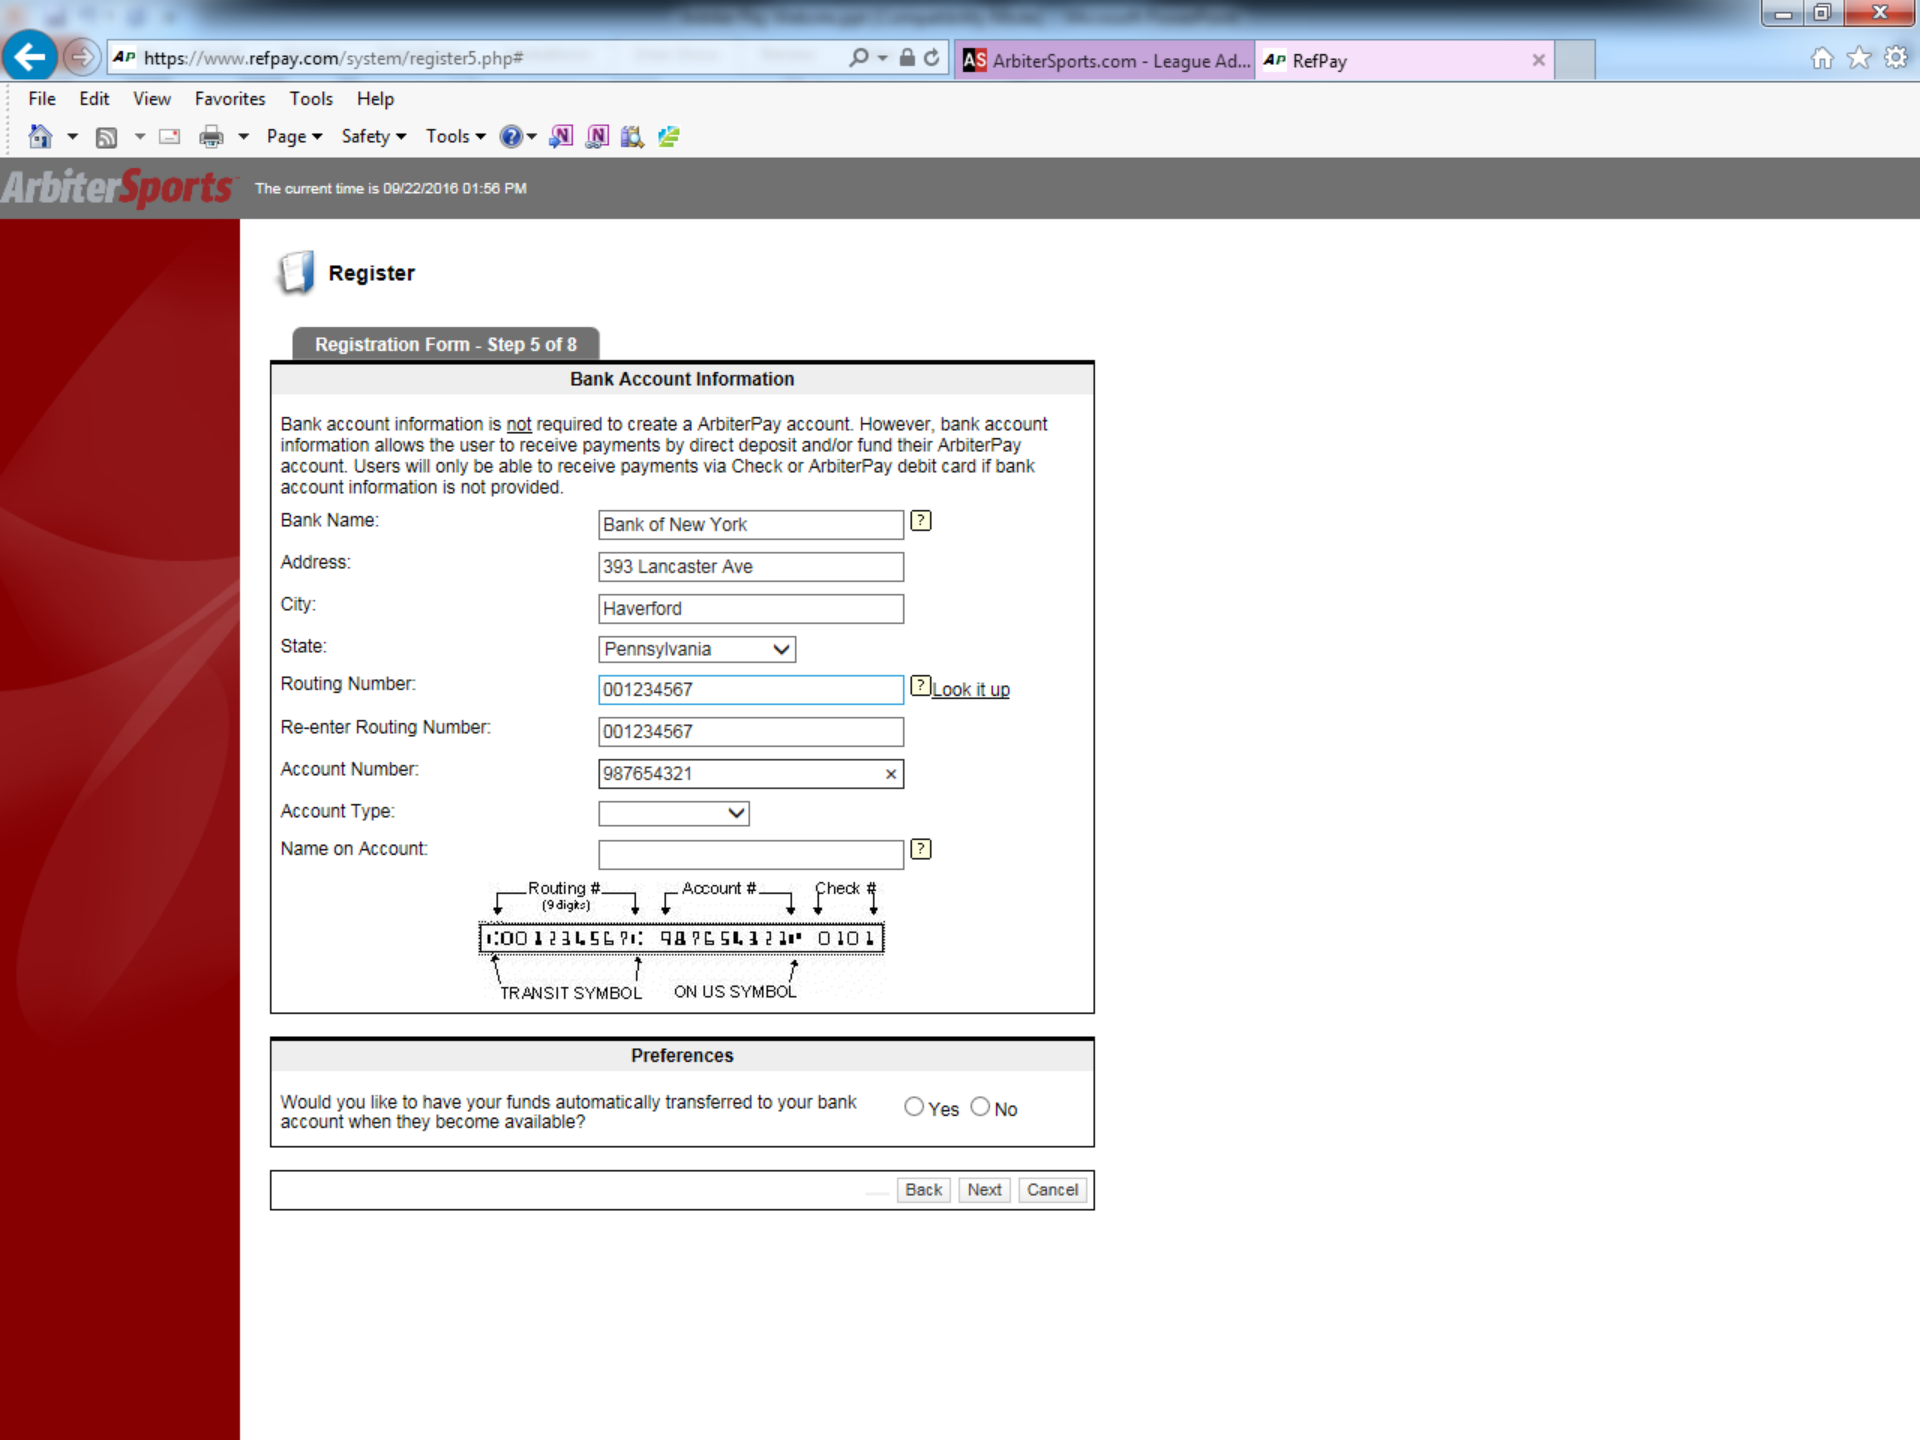 https://www.refpay.com/system/register5.php#
AS ArbiterSports.com - League Ad...
AP RefPay
File Edit View Favorites Tools Help
Page Safety Tools
ArbiterSports The current time is 09/22/2016 01:56 PM
Register
Registration Form - Step 5 of 8
Bank Account Information
Bank account information is not required to create a ArbiterPay account. However, bank account
information allows the user to receive payments by direct deposit and/or fund their ArbiterPay
account. Users will only be able to receive payments via Check or ArbiterPay debit card if bank
account information is not provided.
Bank Name: Bank of New York ?
Address: 393 Lancaster Ave
City: Haverford
State: Pennsylvania
Routing Number: 001234567 ? Look it up
Re-enter Routing Number: 001234567
Account Number: 987654321
Account Type:
Name on Account: ?
Routing # Account # Check #
(9 digits)
001234567 987654321 0101
TRANSIT SYMBOL ON US SYMBOL
Preferences
Would you like to have your funds automatically transferred to your bank
account when they become available? Yes No
Back Next Cancel